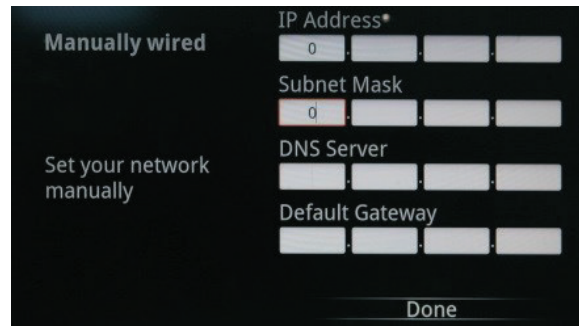 Manually wired
Set your network
manually
IP Address*
0 . . .
Subnet Mask
0 . . .
DNS Server
. . .
Default Gateway
. . .
Done